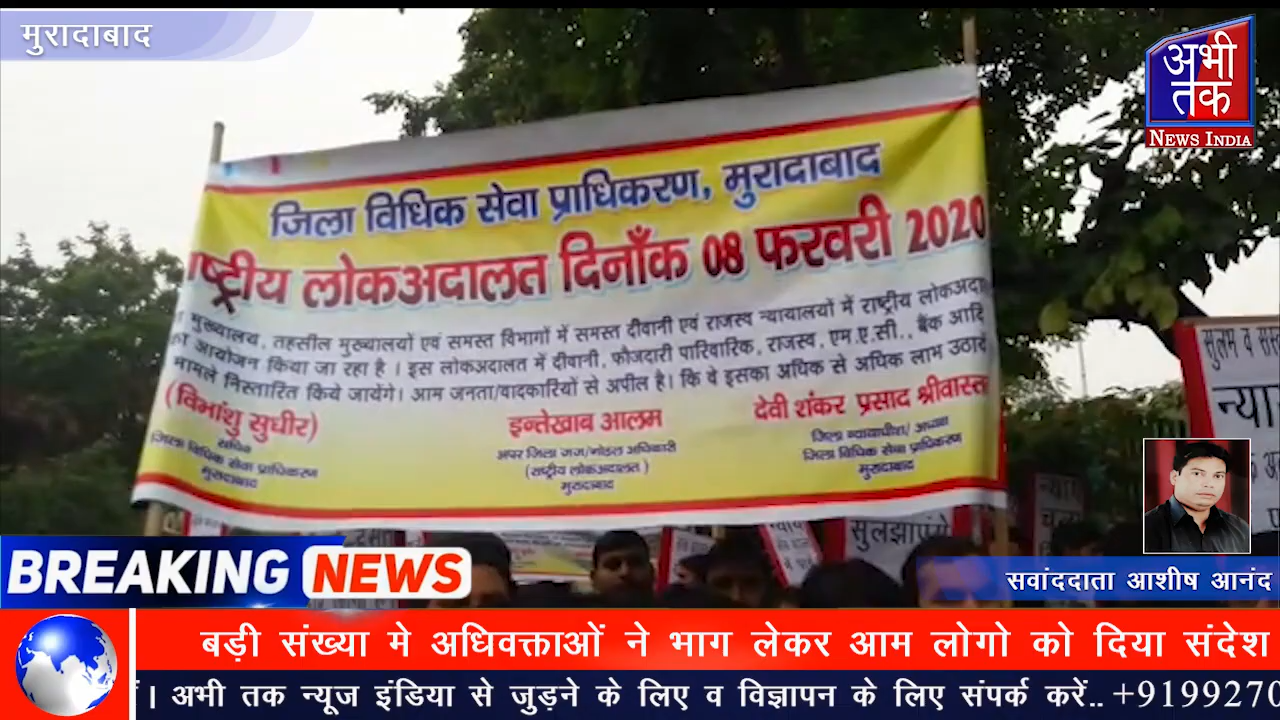 मुरादाबाद
अभी
तक
NEWS INDIA
जिला विधिक सेवा प्राधिकरण, मुरादाबाद
ष्ट्रीय लोकअदालत दिनाँक 08 फरवरी 2020
मुख्यालय, तहसील मुख्यालयों एवं समस्त विभागों में समस्त दीवानी एवं राजस्व न्यायालयों में राष्ट्रीय लोकअदा
का आयोजन किया जा रहा है । इस लोकअदालत में दीवानी, फौजदारी पारिवारिक, राजस्व, एम.ए.सी., बैंक आदि
मामले निस्तारित किये जायेंगे। आम जनता/वादकारियों से अपील है। कि वे इसका अधिक से अधिक लाभ उठाये
(विभांशु सुधीर)
सचिव
जिला विधिक सेवा प्राधिकरण
मुरादाबाद
इन्तेखाब आलम
अपर जिला जज/नोडल अधिकारी
(राष्ट्रीय लोकअदालत)
मुरादाबाद
देवी शंकर प्रसाद श्रीवास्त
जिला न्यायाधीश/ अध्यक्ष
जिला विधिक सेवा प्राधिकरण
मुरादाबाद
सुलभ व सस
न्या
सुलझायेंगे
BREAKING NEWS
सवांददाता आशीष आनंद
बड़ी संख्या मे अधिवक्ताओं ने भाग लेकर आम लोगो को दिया संदेश
। अभी तक न्यूज इंडिया से जुड़ने के लिए व विज्ञापन के लिए संपर्क करें.. +9199270